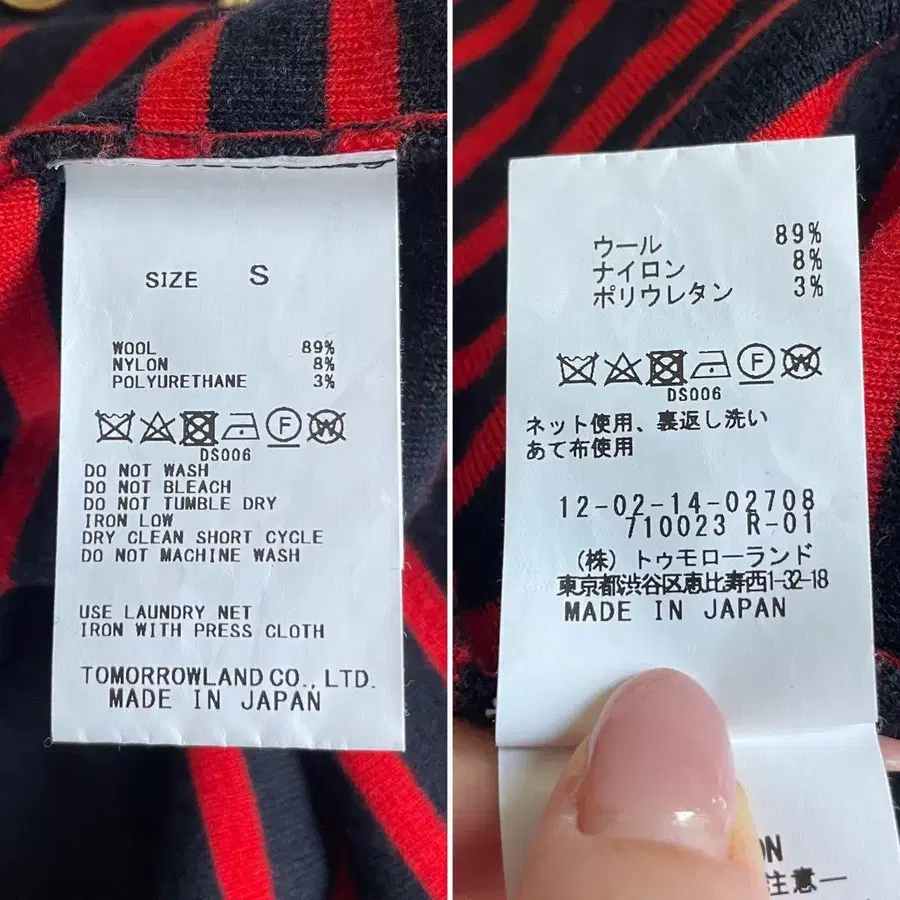 SIZE S
WOOL 89%
NYLON 8%
POLYURETHANE 3%
F W
DS006
DO NOT WASH
DO NOT BLEACH
DO NOT TUMBLE DRY
IRON LOW
DRY CLEAN SHORT CYCLE
DO NOT MACHINE WASH
USE LAUNDRY NET
IRON WITH PRESS CLOTH
TOMORROWLAND CO., LTD.
MADE IN JAPAN
ウール 89%
ナイロン 8%
ポリウレタン 3%
F W
DS006
ネット使用、裏返し洗い
あて布使用
12-02-14-02708
710023 R-01
(株) トゥモローランド
東京都渋谷区恵比寿西1-32-18
MADE IN JAPAN
注意一